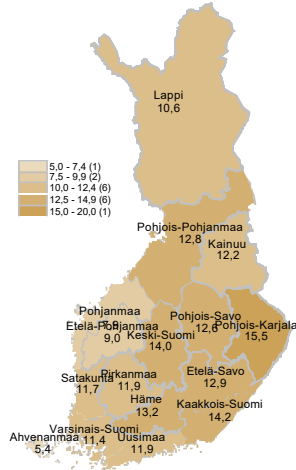 Lappi
10,6
5,0 - 7,4 (1)
7,5 - 9,9 (2)
10,0 - 12,4 (6)
12,5 - 14,9 (6)
15,0 - 20,0 (1)
Pohjois-Pohjanmaa
12,8
Kainuu
12,2
Pohjanmaa
7,9
Etelä-Pohjanmaa
9,0
Keski-Suomi
14,0
Pohjois-Savo
12,6
Pohjois-Karjala
15,5
Pirkanmaa
11,9
Etelä-Savo
12,9
Satakunta
11,7
Häme
13,2
Kaakkois-Suomi
14,2
Varsinais-Suomi
11,4
Uusimaa
11,9
Ahvenanmaa
5,4